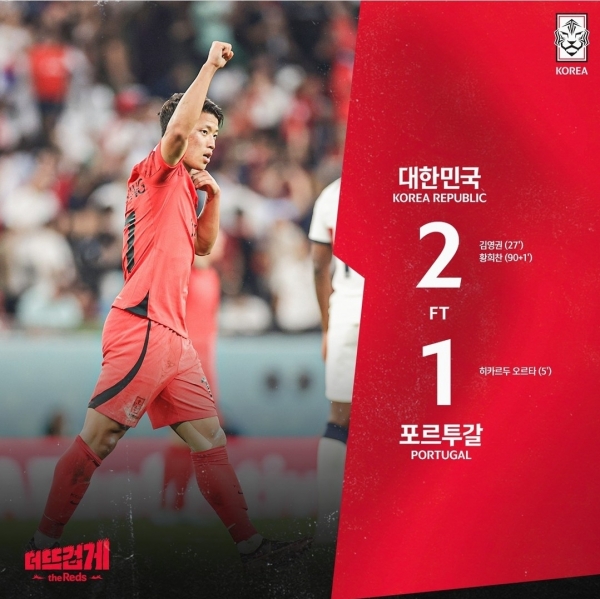 KOREA
대한민국
KOREA REPUBLIC
2
김영권 (27')
황희찬 (90+1')
FT
1
히카르두 오르타 (5')
포르투갈
PORTUGAL
더뜨겁게
the Reds